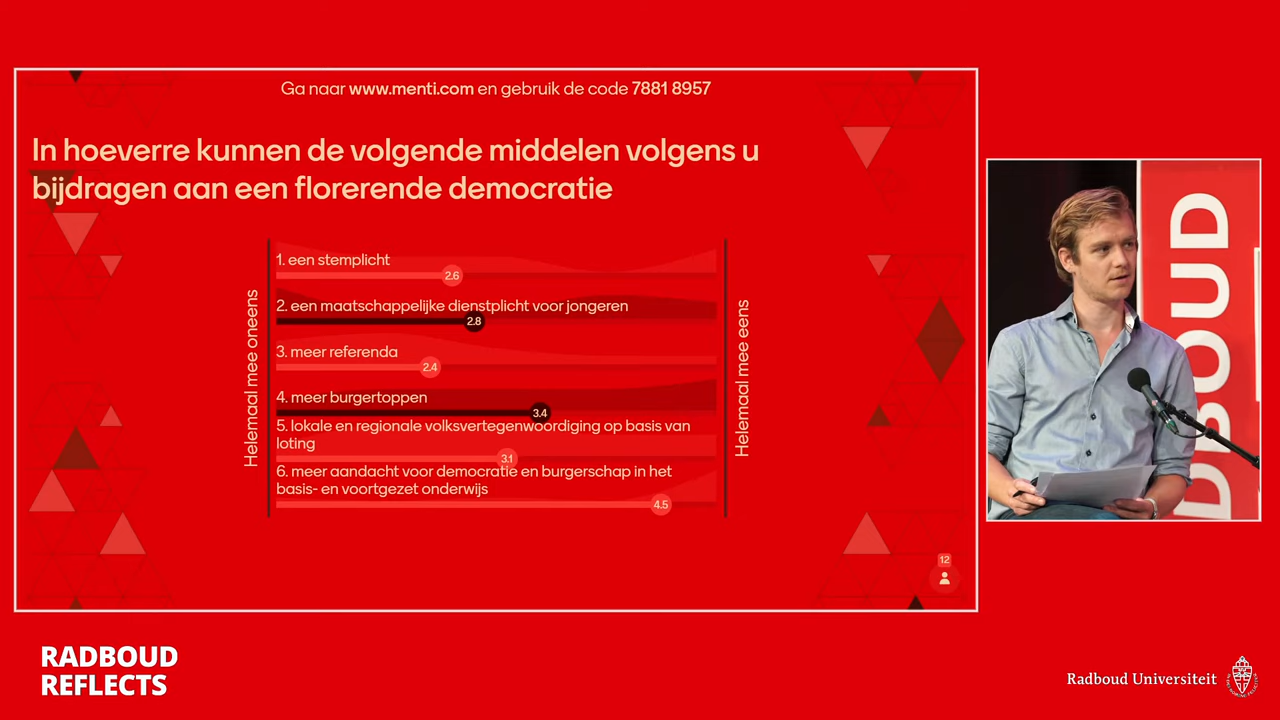 Ga naar www.menti.com en gebruik de code 7881 8957
In hoeverre kunnen de volgende middelen volgens u
bijdragen aan een florerende democratie
Helemaal mee oneens
1. een stemplicht
2.6
2. een maatschappelijke dienstplicht voor jongeren
2.8
3. meer referenda
2.4
4. meer burgertoppen
3.4
5. lokale en regionale volksvertegenwoordiging op basis van
loting
3.1
6. meer aandacht voor democratie en burgerschap in het
basis- en voortgezet onderwijs
4.5
Helemaal mee eens
12
DBOUD
RADBOUD
REFLECTS
Radboud Universiteit